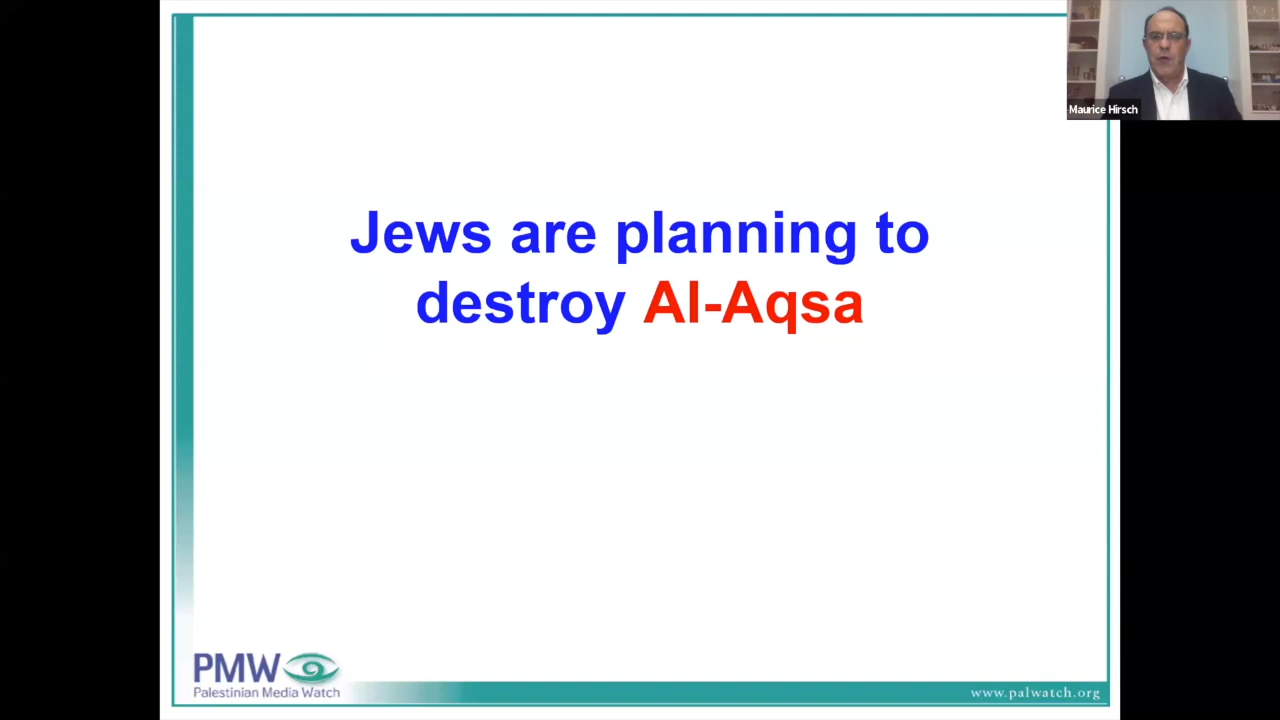 Maurice Hirsch
Jews are planning to
destroy Al-Aqsa
PMW
Palestinian Media Watch
www.palwatch.org